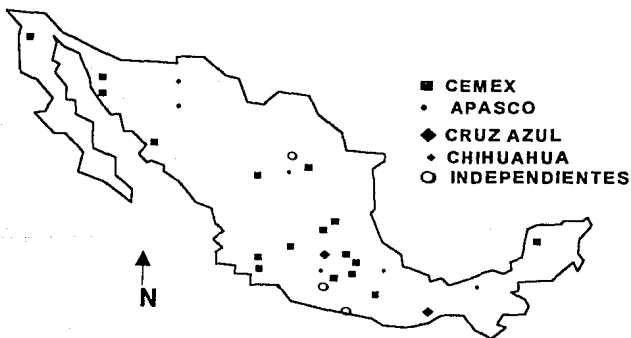 CEMEX
APASCO
CRUZ AZUL
CHIHUAHUA
INDEPENDIENTES
N